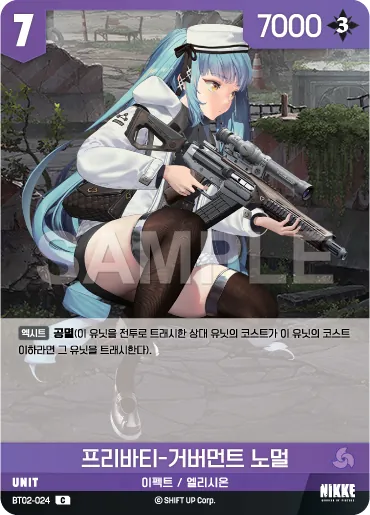 7
7000 3
SAMPLE
엑시트 공멸(이 유닛을 전투로 트래시한 상대 유닛의 코스트가 이 유닛의 코스트
이하라면 그 유닛을 트래시한다).
프리바티-거버먼트 노멀
UNIT
이펙트 / 엘리시온
BT02-024 C
© SHIFT UP Corp.
NIKKE